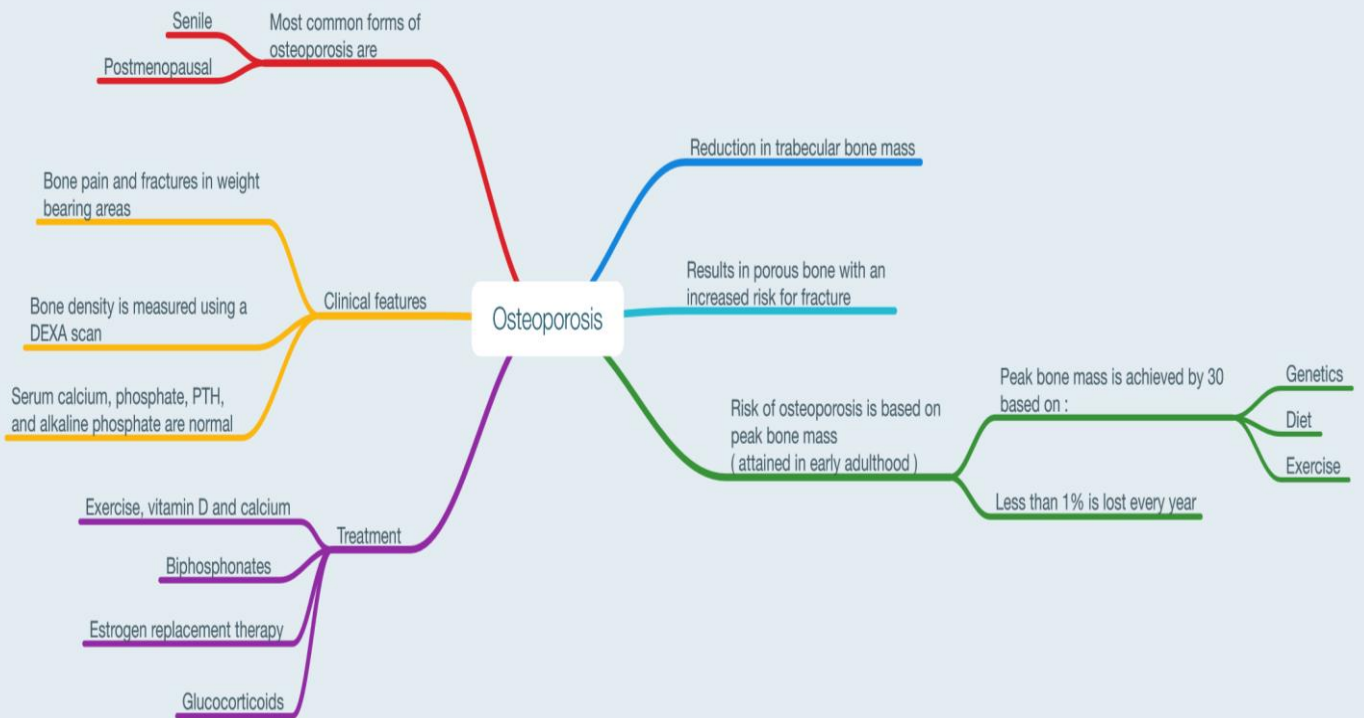 Osteoporosis
Most common forms of
osteoporosis are
Senile
Postmenopausal
Clinical features
Bone pain and fractures in weight
bearing areas
Bone density is measured using a
DEXA scan
Serum calcium, phosphate, PTH,
and alkaline phosphate are normal
Treatment
Exercise, vitamin D and calcium
Biphosphonates
Estrogen replacement therapy
Glucocorticoids
Reduction in trabecular bone mass
Results in porous bone with an
increased risk for fracture
Risk of osteoporosis is based on
peak bone mass
( attained in early adulthood )
Peak bone mass is achieved by 30
based on :
Genetics
Diet
Exercise
Less than 1% is lost every year